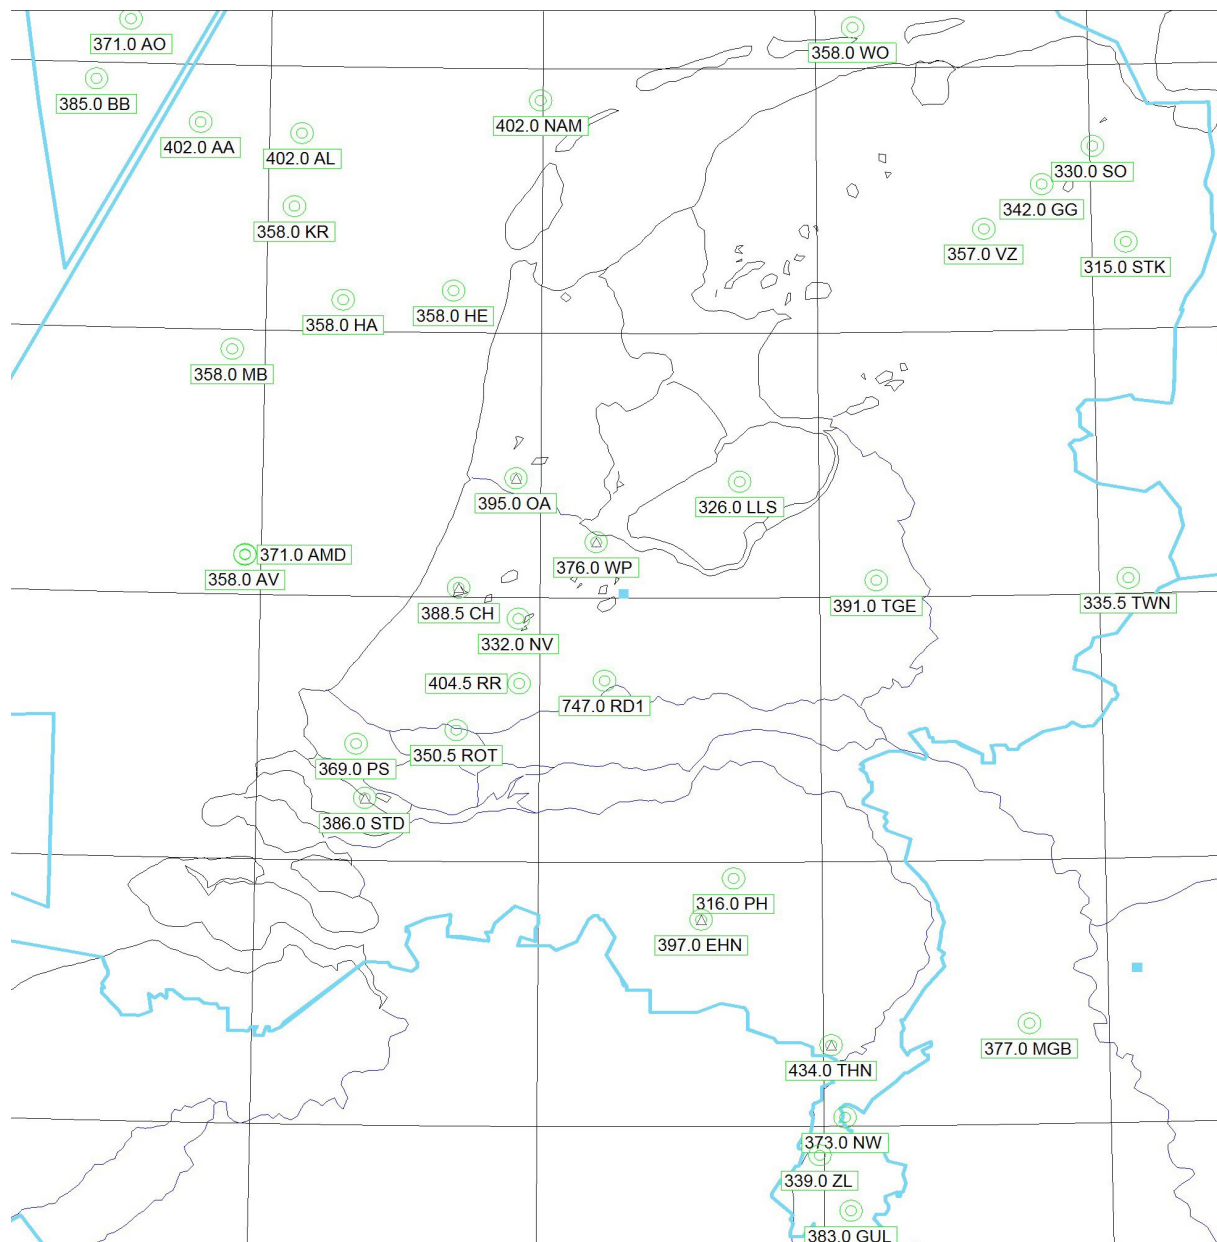 371.0 AO
358.0 WO
385.0 BB
402.0 NAM
402.0 AA
402.0 AL
330.0 SO
342.0 GG
358.0 KR
357.0 VZ
315.0 STK
358.0 HE
358.0 HA
358.0 MB
395.0 OA
326.0 LLS
371.0 AMD
376.0 WP
358.0 AV
335.5 TWN
391.0 TGE
388.5 CH
332.0 NV
404.5 RR
747.0 RD1
350.5 ROT
369.0 PS
386.0 STD
316.0 PH
397.0 EHN
377.0 MGB
434.0 THN
373.0 NW
339.0 ZL
383.0 GUL